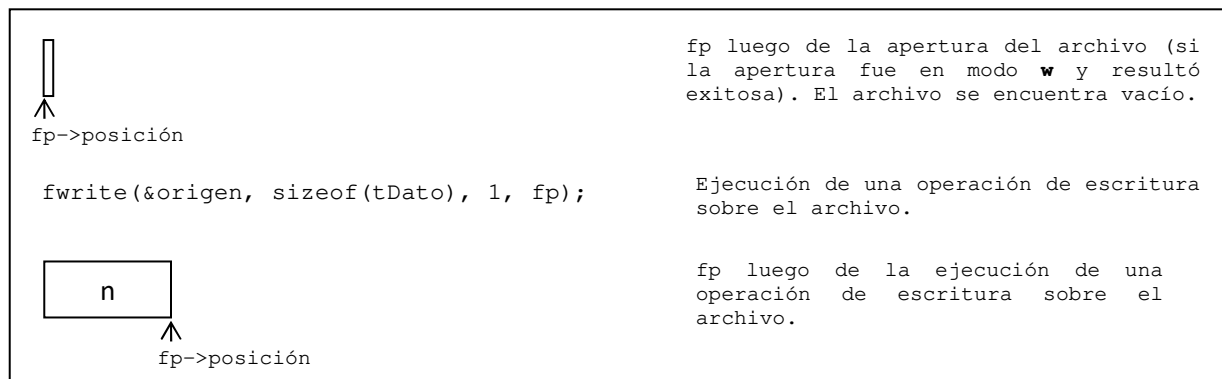 fp luego de la apertura del archivo (si
la apertura fue en modo w y resultó
exitosa). El archivo se encuentra vacío.
fp->posición
fwrite(&origen, sizeof(tDato), 1, fp);
Ejecución de una operación de escritura
sobre el archivo.
n
fp luego de la ejecución de una
operación de escritura sobre el
archivo.
fp->posición